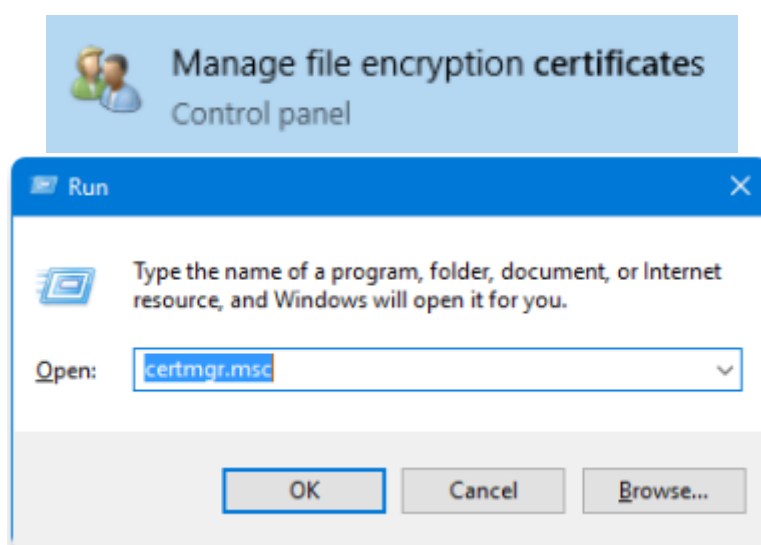 Manage file encryption certificates
Control panel
Run
Type the name of a program, folder, document, or Internet
resource, and Windows will open it for you.
Open: certmgr.msc
OK Cancel Browse...